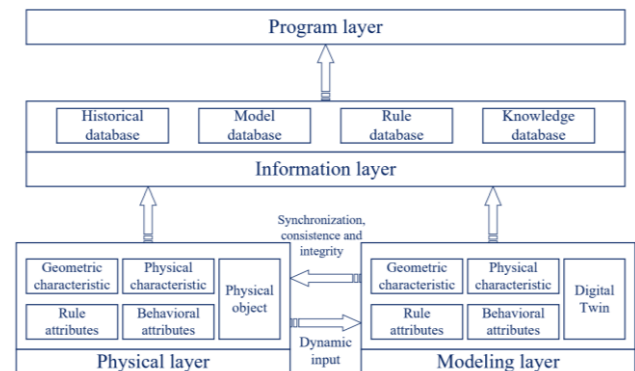 Program layer
Historical
database
Model
database
Rule
database
Knowledge
database
Information layer
Synchronization,
consistence and
integrity
Geometric
characteristic
Physical
characteristic
Physical
object
Rule
attributes
Behavioral
attributes
Physical layer
Dynamic
input
Geometric
characteristic
Physical
characteristic
Digital
Twin
Rule
attributes
Behavioral
attributes
Modeling layer